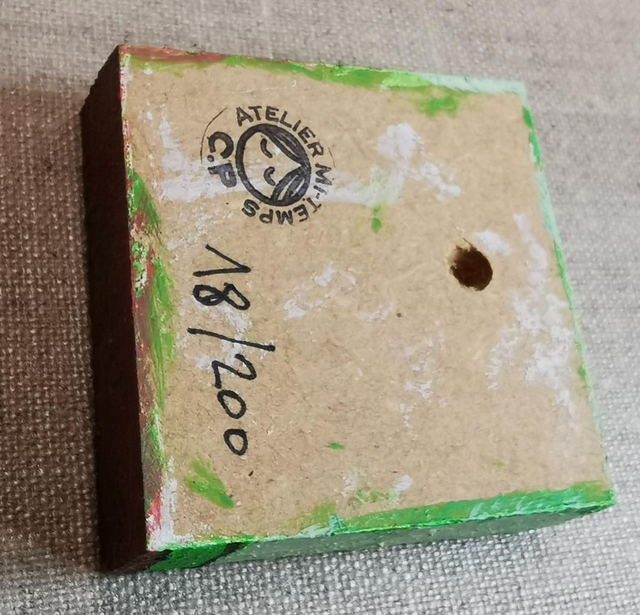 ATELIER MI-TEMPS
C.P
18/200